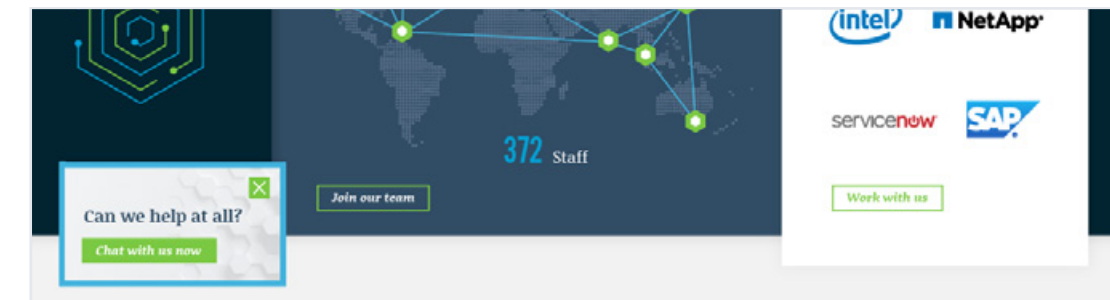 intel NetApp
servicenow SAP
372 Staff
Join our team
Work with us
Can we help at all?
Chat with us now